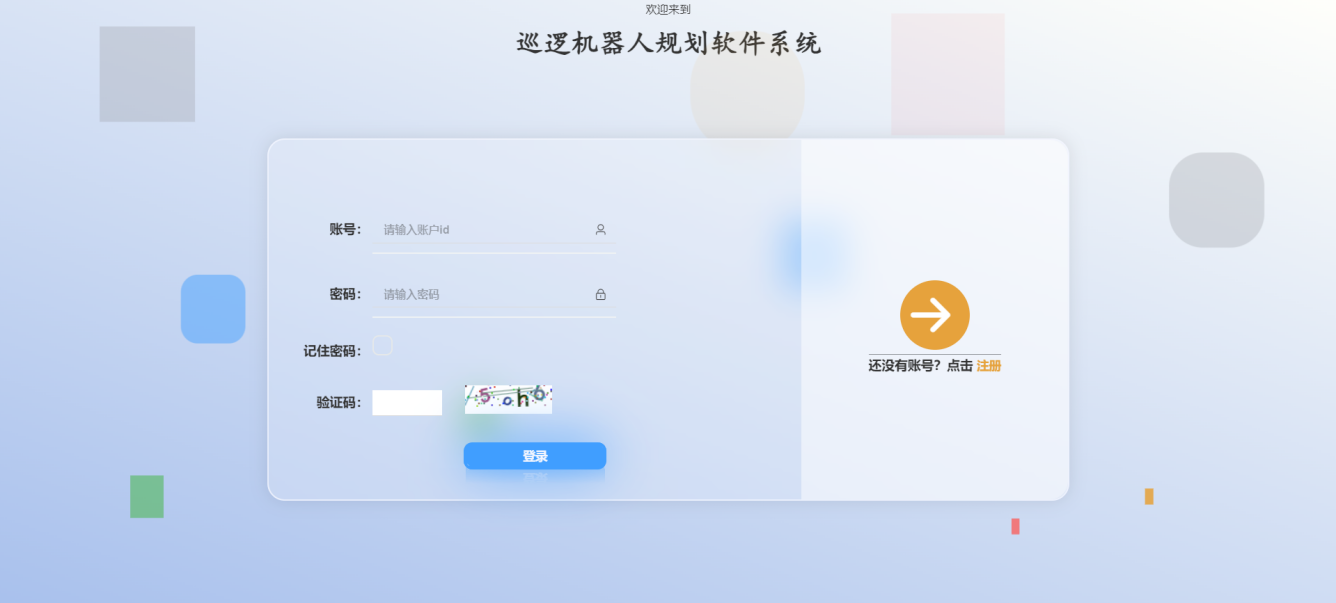 欢迎来到
巡逻机器人规划软件系统
账号：
请输入账户id
密码：
请输入密码
记住密码：
验证码：
5oh6
登录
还没有账号？点击 注册